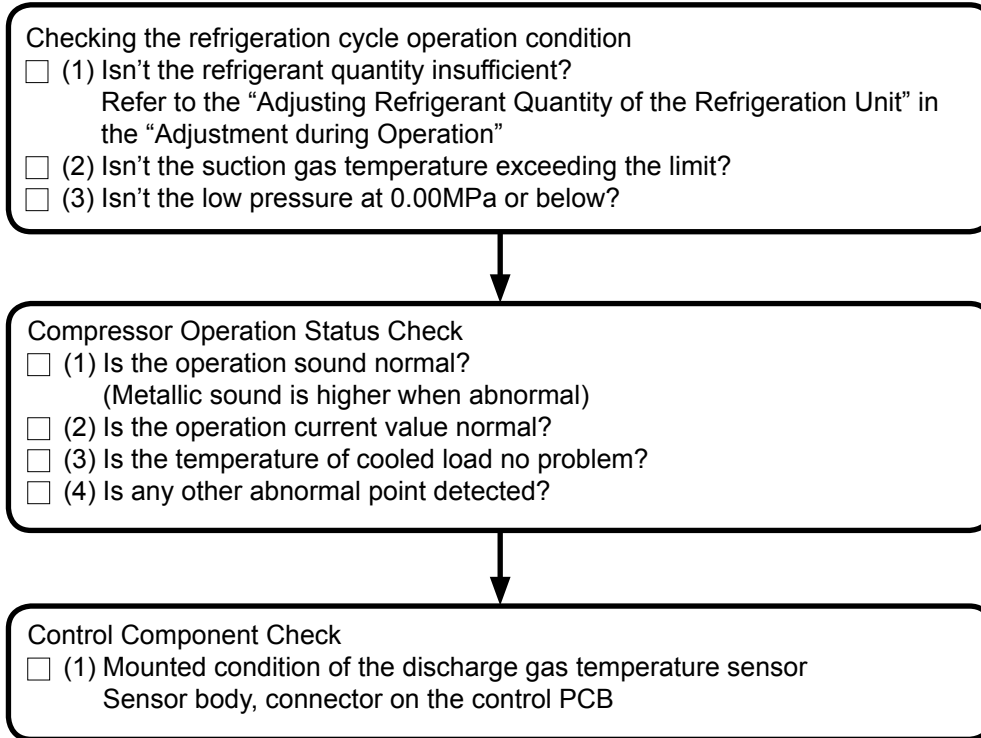 Checking the refrigeration cycle operation condition
□ (1) Isn’t the refrigerant quantity insufficient?
Refer to the “Adjusting Refrigerant Quantity of the Refrigeration Unit” in
the “Adjustment during Operation”
□ (2) Isn’t the suction gas temperature exceeding the limit?
□ (3) Isn’t the low pressure at 0.00MPa or below?
Compressor Operation Status Check
□ (1) Is the operation sound normal?
(Metallic sound is higher when abnormal)
□ (2) Is the operation current value normal?
□ (3) Is the temperature of cooled load no problem?
□ (4) Is any other abnormal point detected?
Control Component Check
□ (1) Mounted condition of the discharge gas temperature sensor
Sensor body, connector on the control PCB